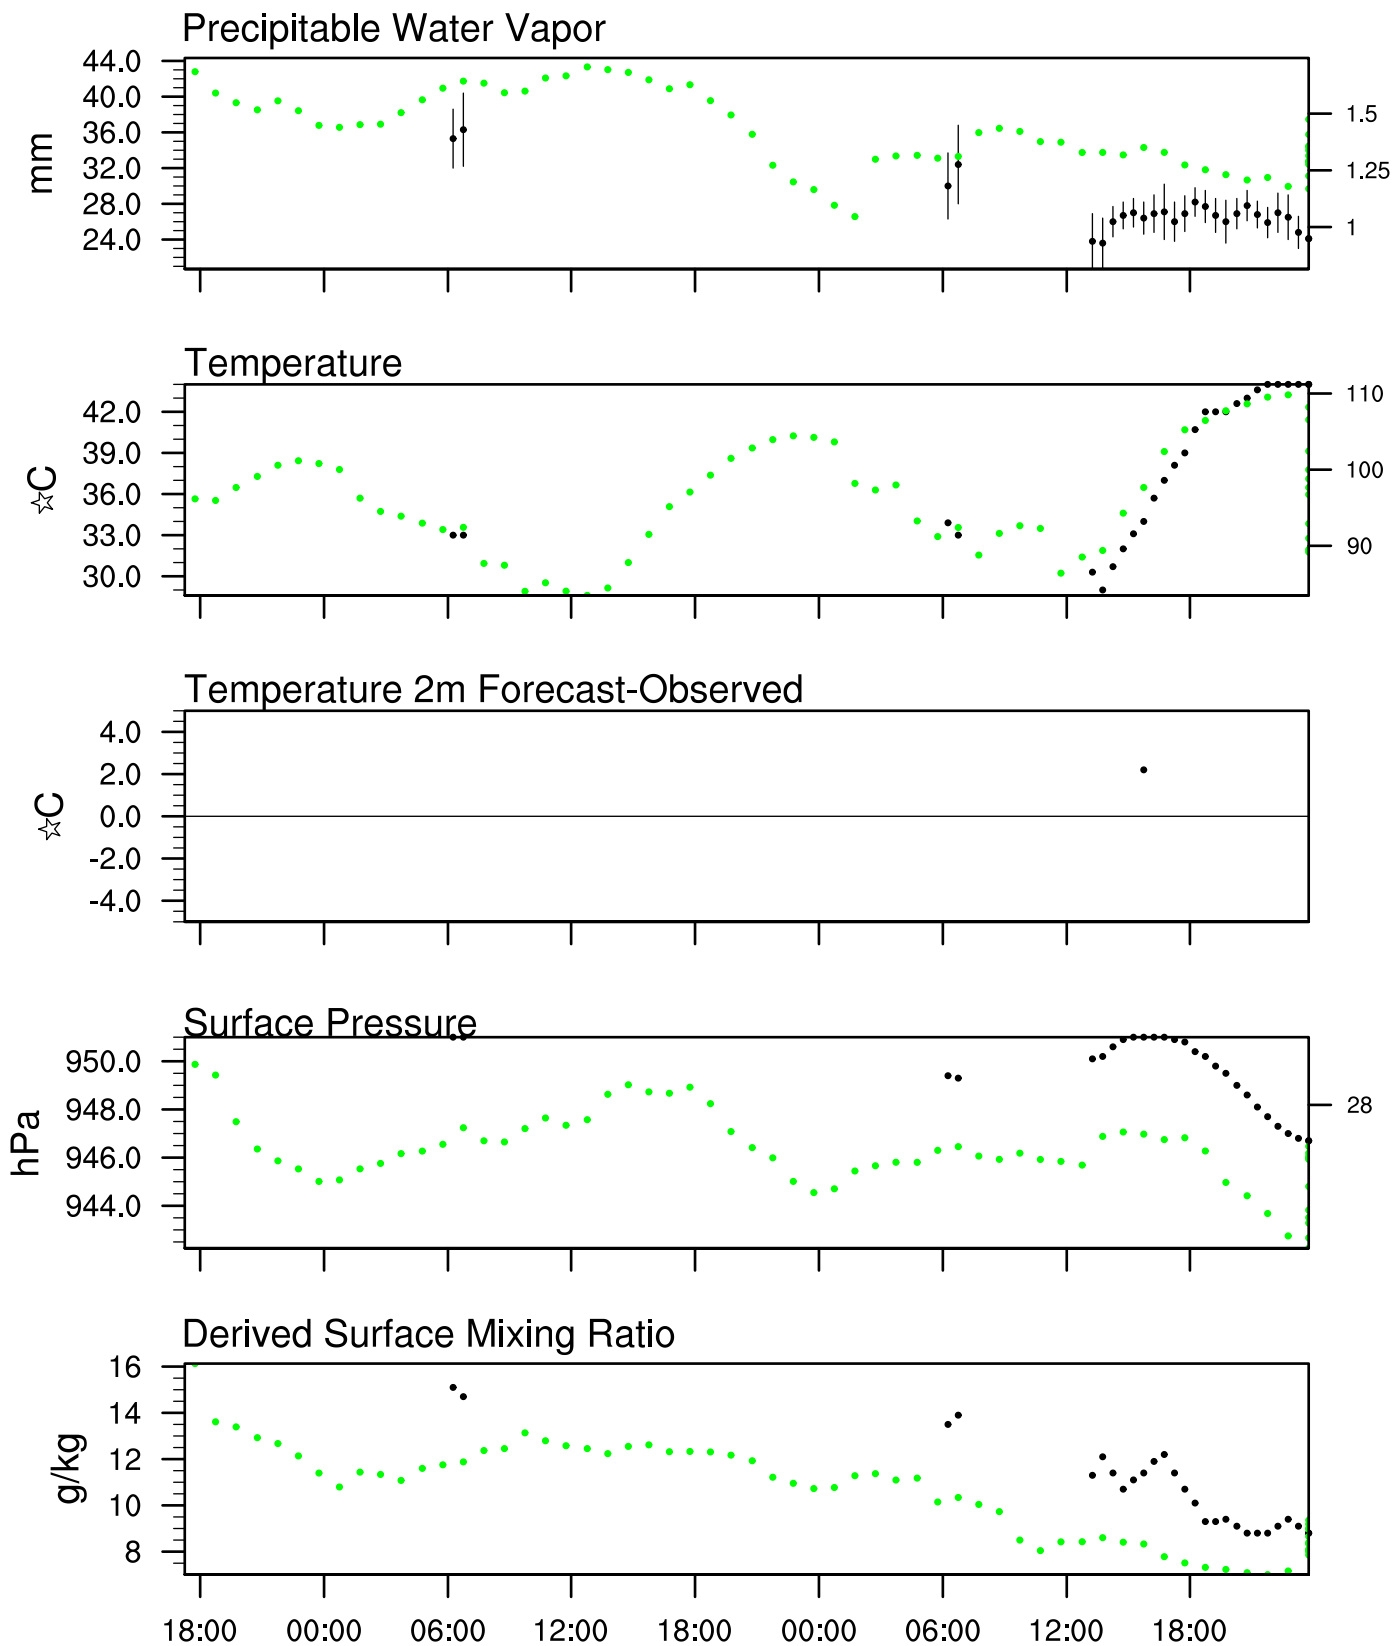 Precipitable Water Vapor
44.0
40.0
36.0
32.0
28.0
24.0
mm
1.5
1.25
1
Temperature
42.0
39.0
36.0
33.0
30.0
☆C
110
100
90
Temperature 2m Forecast-Observed
4.0
2.0
0.0
-2.0
-4.0
☆C
Surface Pressure
950.0
948.0
946.0
944.0
hPa
28
Derived Surface Mixing Ratio
16
14
12
10
8
g/kg
18:00 00:00 06:00 12:00 18:00 00:00 06:00 12:00 18:00